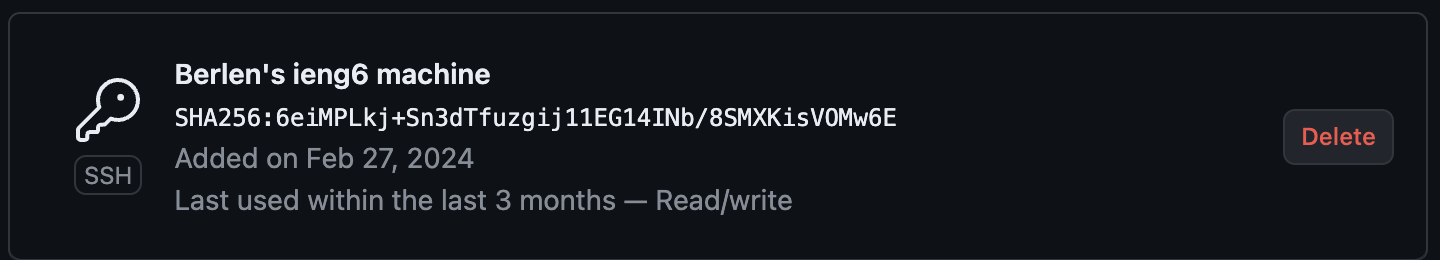 Berlen's ieng6 machine
SHA256:6eiMPLkj+Sn3dTfuzgij11EG14INb/8SMXKisVOMw6E
Added on Feb 27, 2024
Last used within the last 3 months — Read/write
SSH
Delete